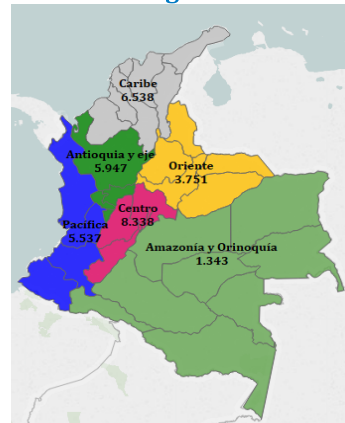 Caribe
6.538
Antioquia y eje
5.947
Oriente
3.751
Centro
8.338
Pacífica
5.537
Amazonía y Orinoquía
1.343